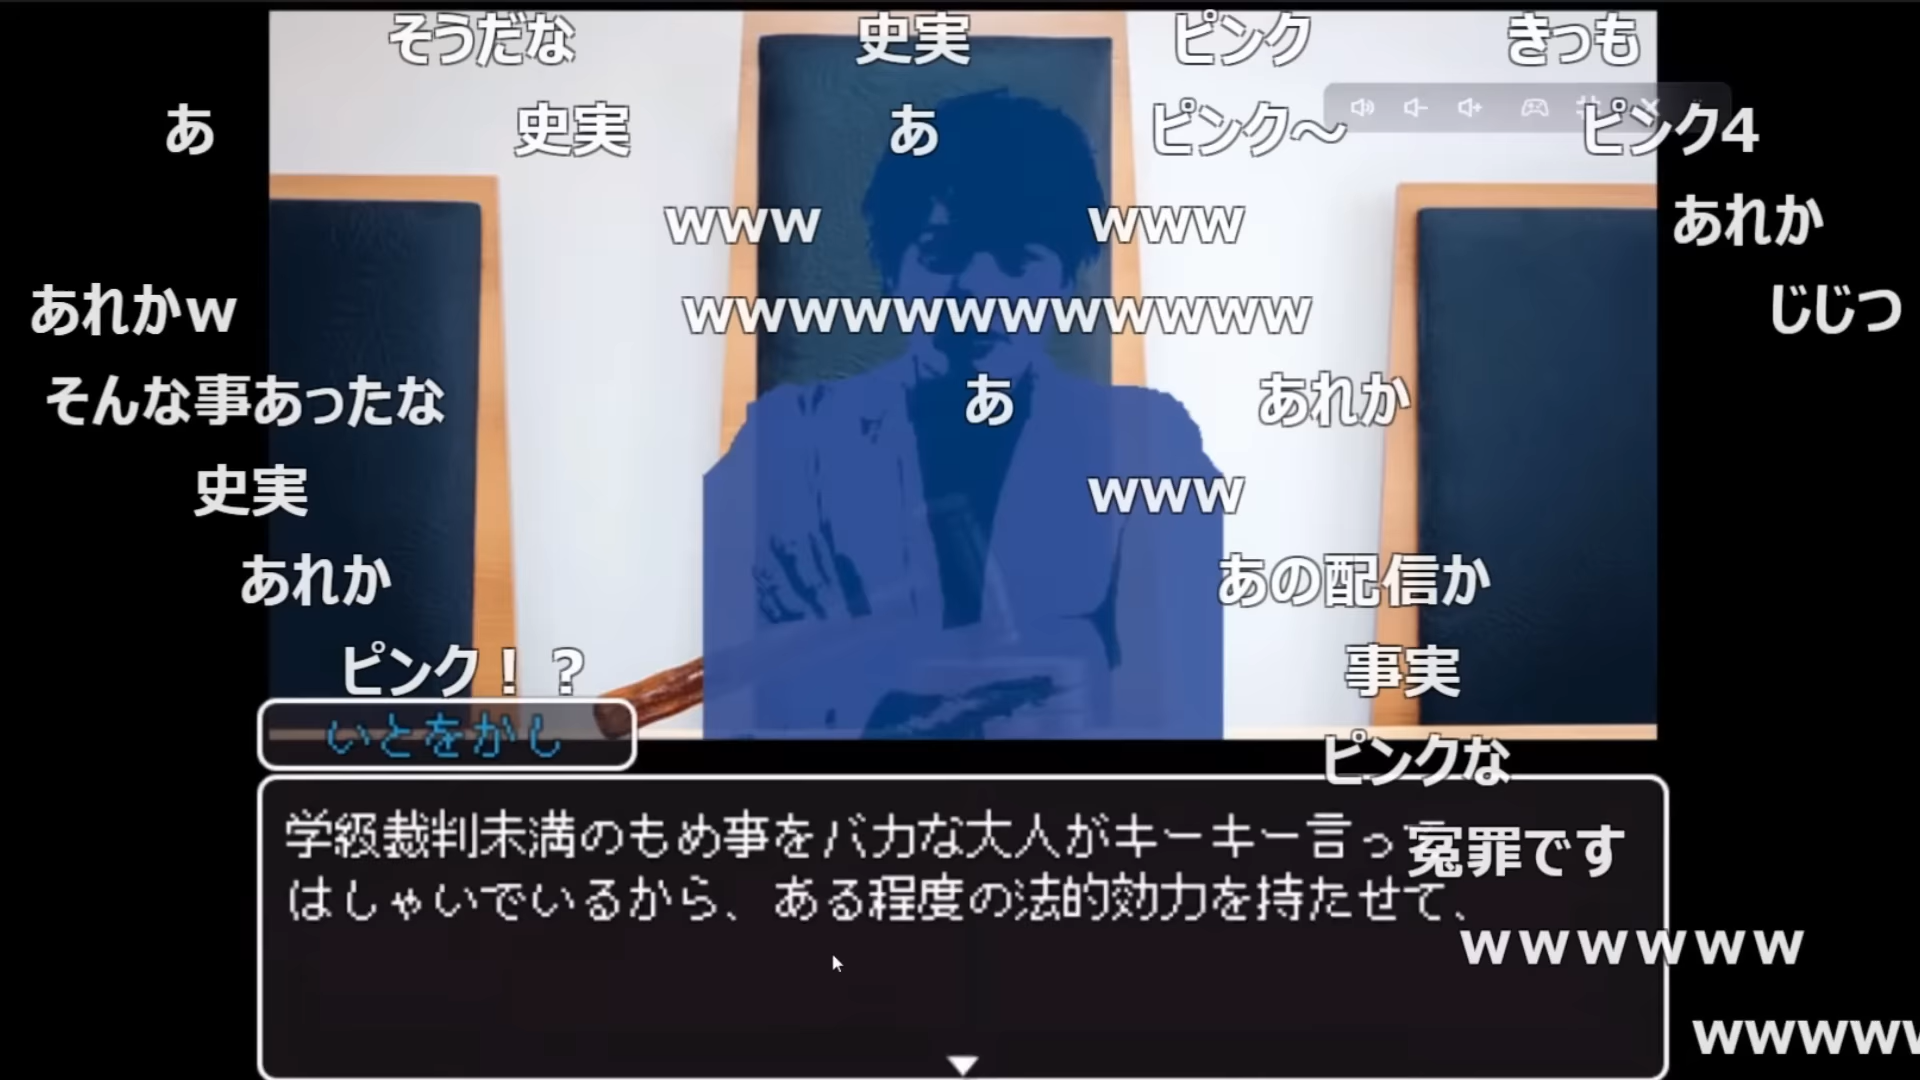 そうだな 史実 ピンク きつも
あ 史実 あ ピンク～ ピンク4
www www あれか
あれかw wwwwwwwwwwww じじつ
そんな事あったな あ あれか
史実 www
あれか あの配信か
ピンク！？ 事実
いとをかし
ピンクな
学級裁判未満のもめ事をバカな大人がキーキー言って
冤罪です
はしゃいでいるから、ある程度の法的効力を持たせて、
wwwwww
wwwww